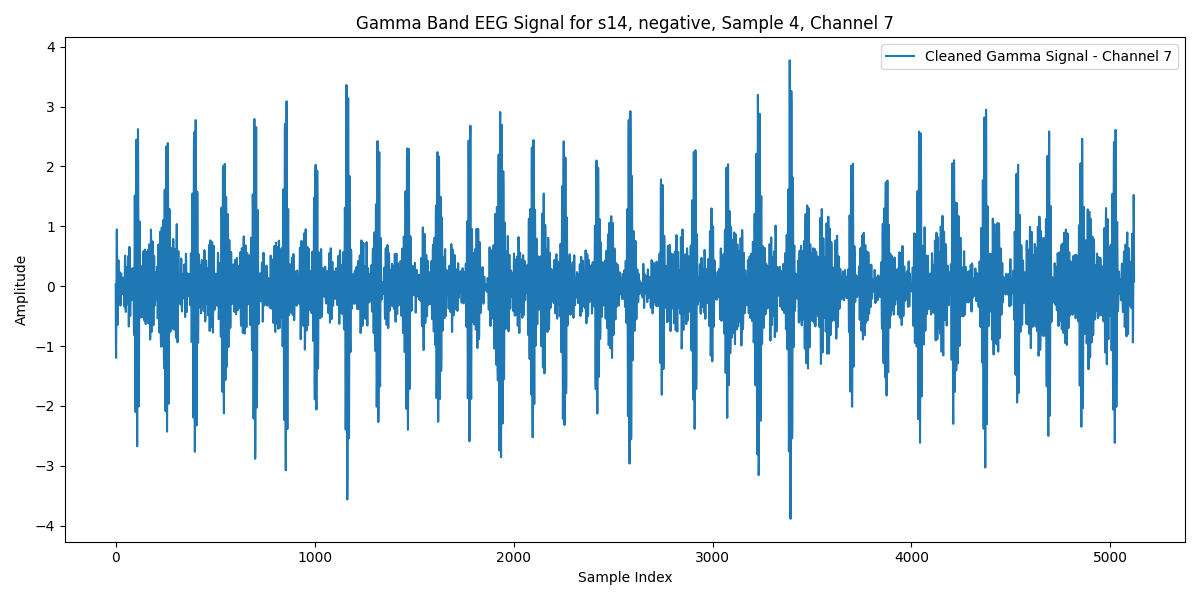 Gamma Band EEG Signal for s14, negative, Sample 4, Channel 7
Cleaned Gamma Signal - Channel 7
Amplitude
4
3
2
1
0
−1
−2
−3
−4
0 1000 2000 3000 4000 5000
Sample Index